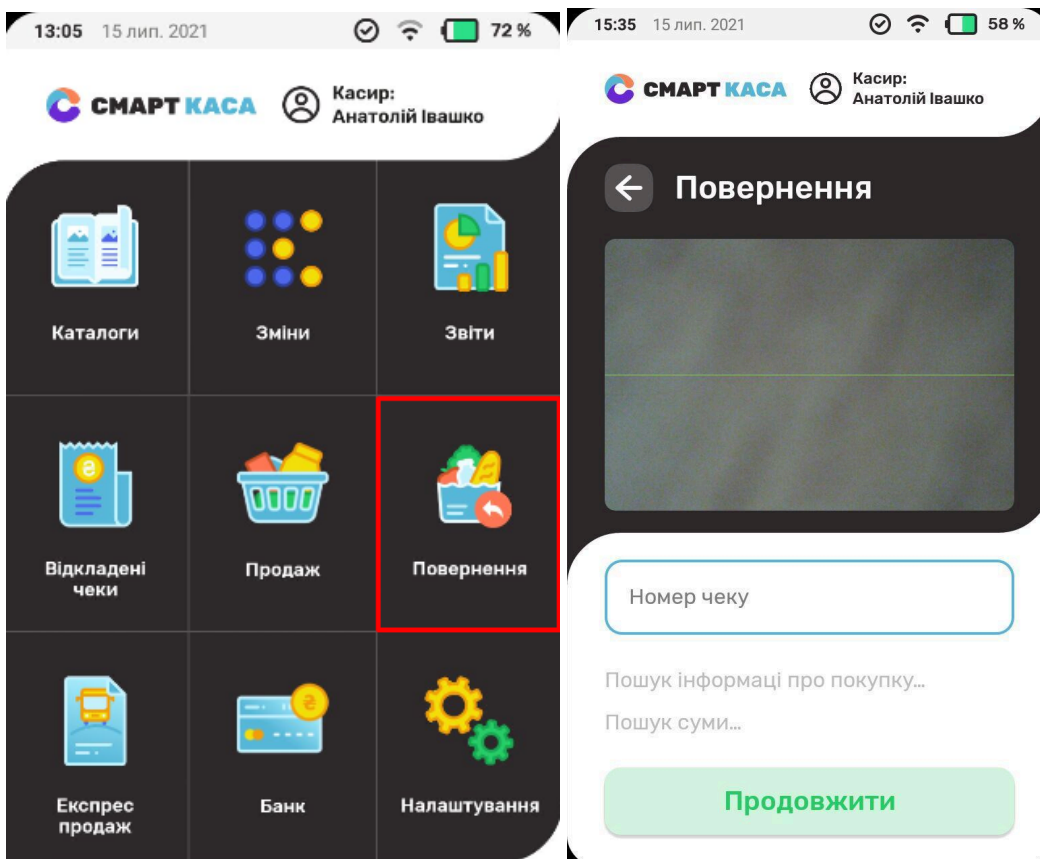 13:05 15 лип. 2021 72 %
СМАРТ КАСА
Касир:
Анатолій Івашко
Каталоги
Зміни
Звіти
Відкладені
чеки
Продаж
Повернення
Експрес
продаж
Банк
Налаштування
15:35 15 лип. 2021 58 %
СМАРТ КАСА
Касир:
Анатолій Івашко
Повернення
Номер чеку
Пошук інформаці про покупку...
Пошук суми...
Продовжити